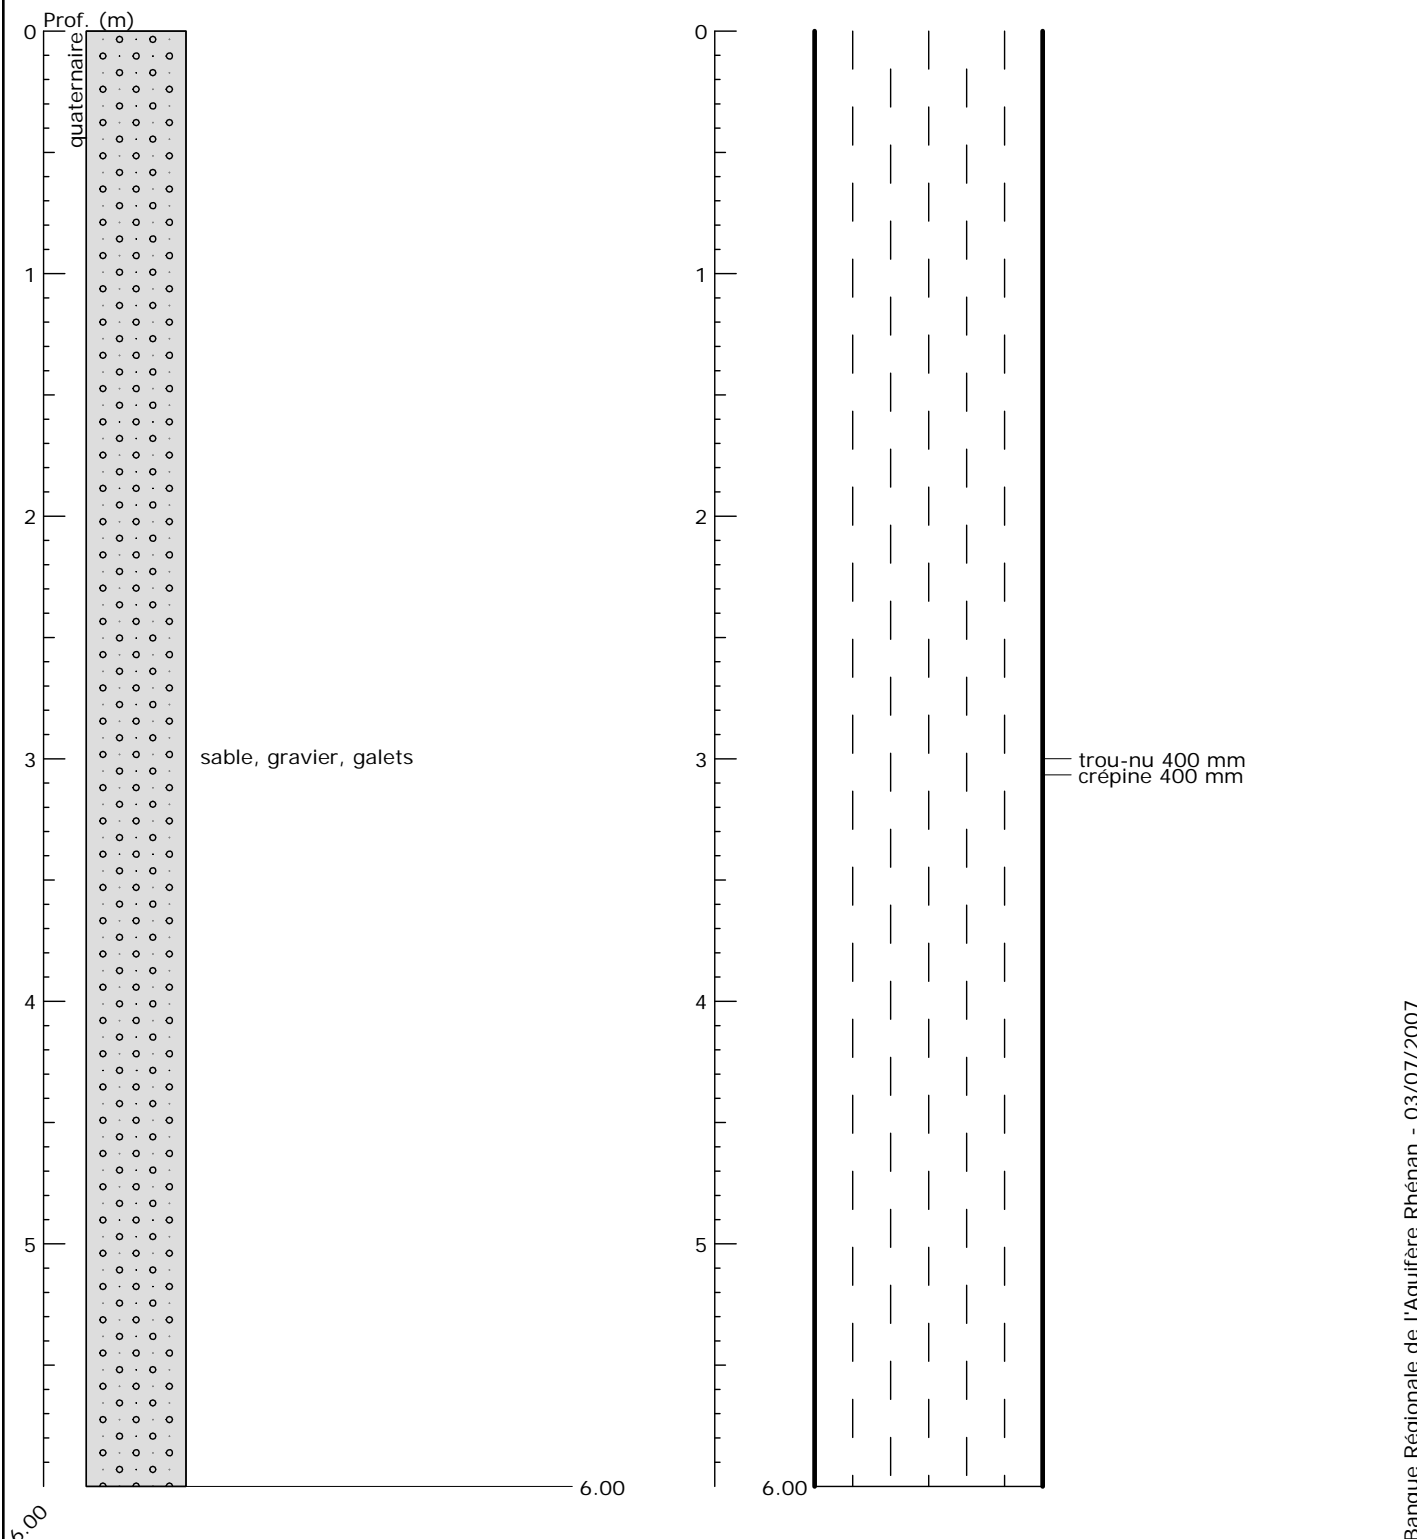 Prof. (m)
0
quaternaire
1
2
3
4
5
sable, gravier, galets
6.00
6.00
0
1
2
3
4
5
6.00
trou-nu 400 mm
crépine 400 mm
Banque Régionale de l'Aquifère Rhénan - 03/07/2007